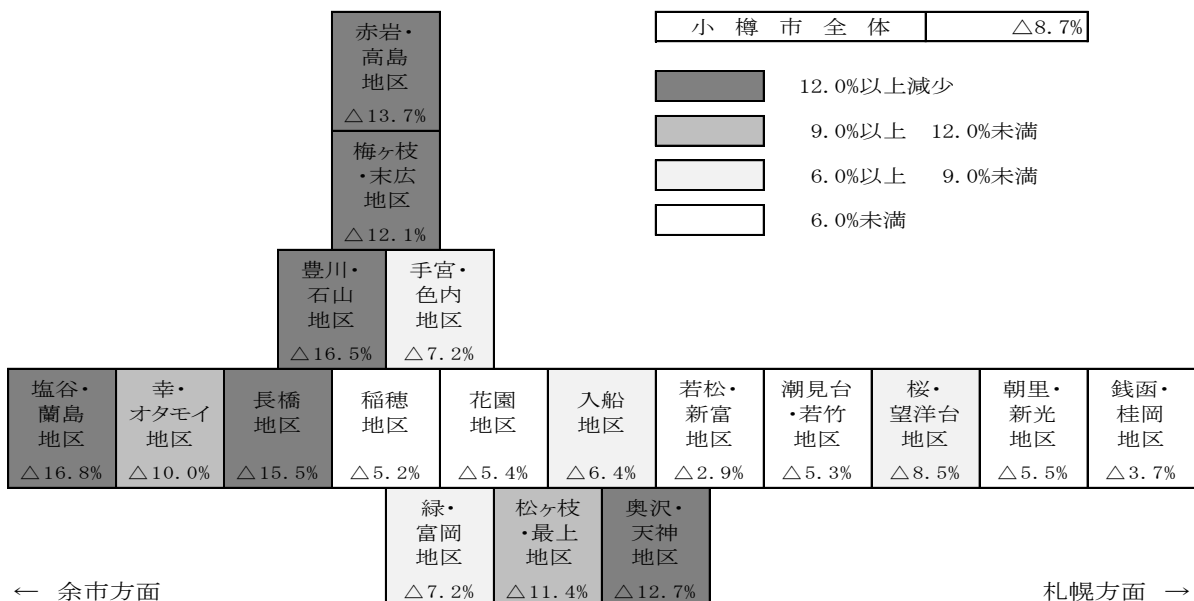 赤岩・
高島
地区
△13.7%
小樽市全体 △8.7%
12.0%以上減少
9.0%以上 12.0%未満
6.0%以上 9.0%未満
6.0%未満
梅ヶ枝
・末広
地区
△12.1%
豊川・
石山
地区
△16.5%
手宮・
色内
地区
△7.2%
塩谷・
蘭島
地区
△16.8%
幸・
オタモイ
地区
△10.0%
長橋
地区
△15.5%
稲穂
地区
△5.2%
花園
地区
△5.4%
入船
地区
△6.4%
若松・
新富
地区
△2.9%
潮見台
・若竹
地区
△5.3%
桜・
望洋台
地区
△8.5%
朝里・
新光
地区
△5.5%
銭函・
桂岡
地区
△3.7%
緑・
富岡
地区
△7.2%
松ヶ枝
・最上
地区
△11.4%
奥沢・
天神
地区
△12.7%
← 余市方面
札幌方面 →